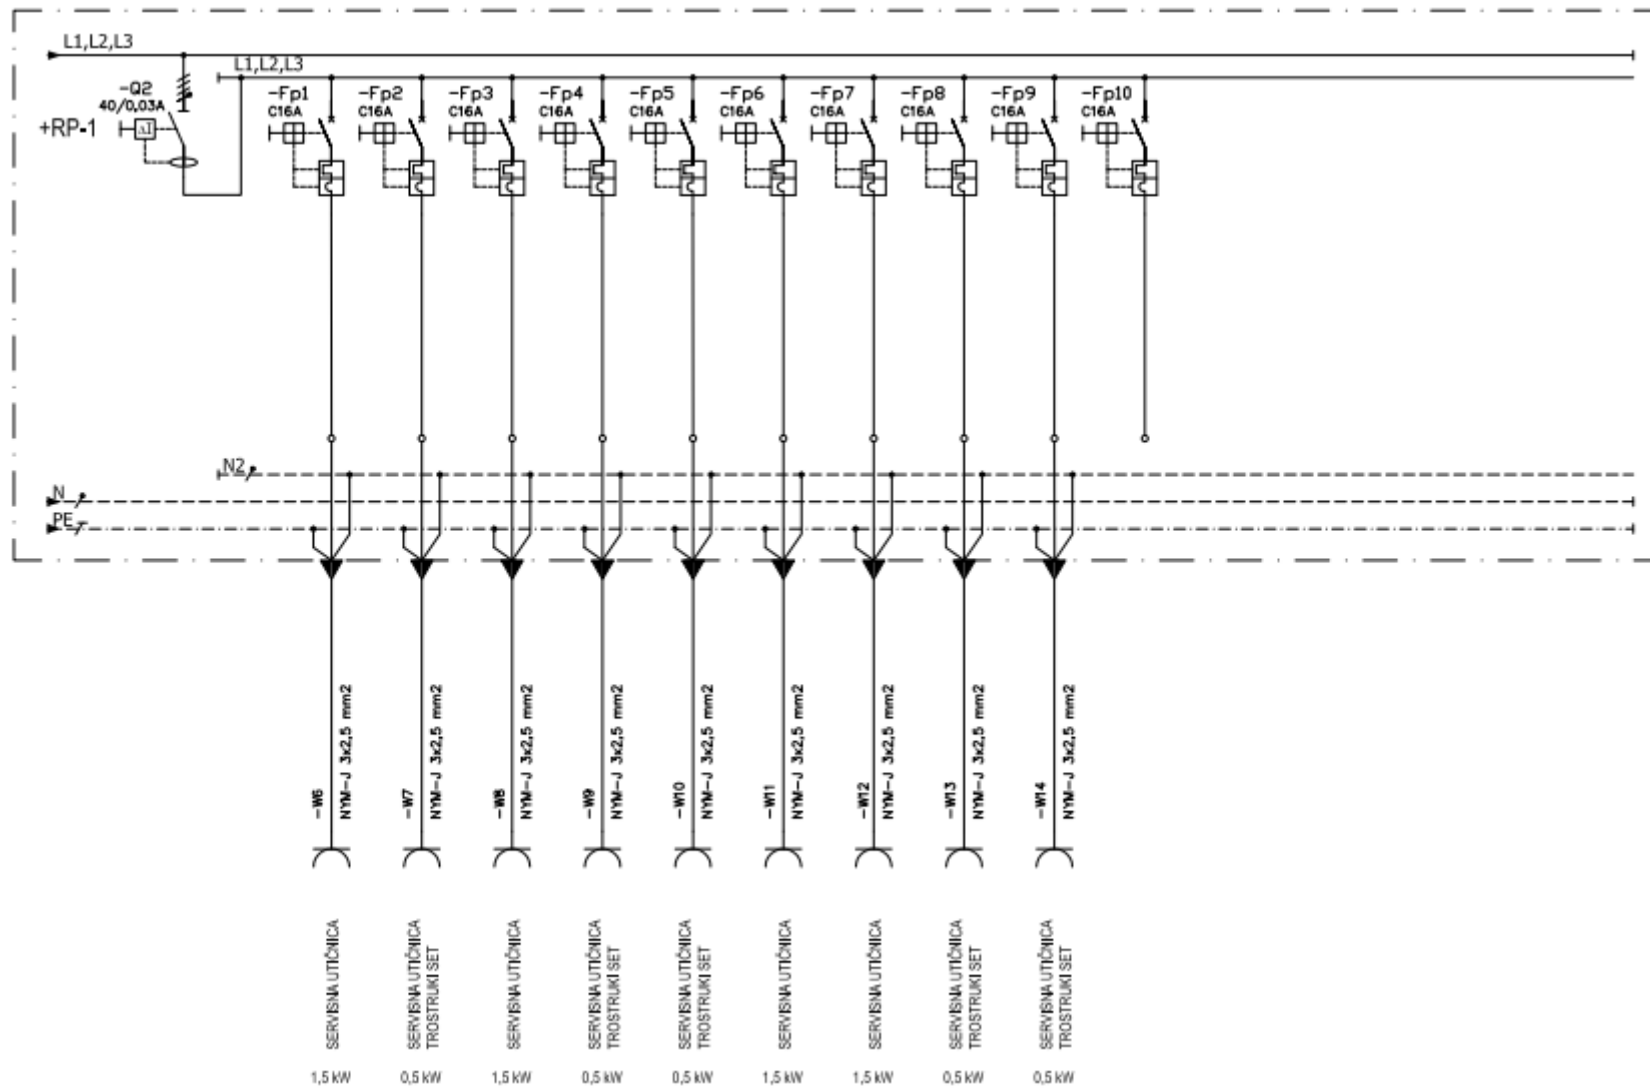 L1,L2,L3
L1,L2,L3
-Q2
40/0,03A
+RP-1
ΔI
-Fp1
C16A
-Fp2
C16A
-Fp3
C16A
-Fp4
C16A
-Fp5
C16A
-Fp6
C16A
-Fp7
C16A
-Fp8
C16A
-Fp9
C16A
-Fp10
C16A
N2
N
PE
-W6
NYM-J 3x2,5 mm2
-W7
NYM-J 3x2,5 mm2
-W8
NYM-J 3x2,5 mm2
-W9
NYM-J 3x2,5 mm2
-W10
NYM-J 3x2,5 mm2
-W11
NYM-J 3x2,5 mm2
-W12
NYM-J 3x2,5 mm2
-W13
NYM-J 3x2,5 mm2
-W14
NYM-J 3x2,5 mm2
SERVISNA UTIČNICA
SERVISNA UTIČNICA
TROSTRUKI SET
SERVISNA UTIČNICA
SERVISNA UTIČNICA
TROSTRUKI SET
SERVISNA UTIČNICA
TROSTRUKI SET
SERVISNA UTIČNICA
SERVISNA UTIČNICA
SERVISNA UTIČNICA
TROSTRUKI SET
SERVISNA UTIČNICA
TROSTRUKI SET
1,5 kW
0,5 kW
1,5 kW
0,5 kW
0,5 kW
1,5 kW
1,5 kW
0,5 kW
0,5 kW